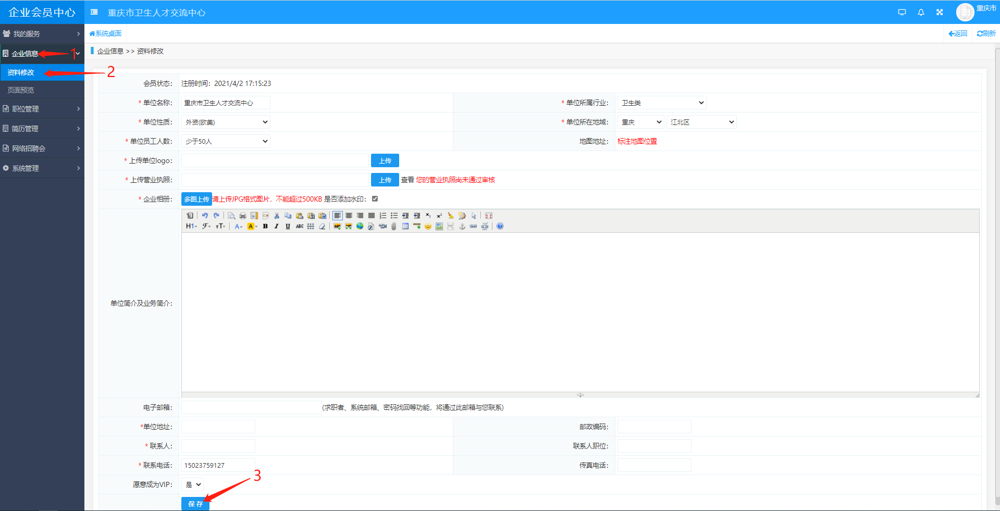 企业会员中心
重庆市卫生人才交流中心
重庆市
我的服务
系统桌面
返回
刷新
企业信息
1
企业信息 >> 资料修改
资料修改
2
页面预览
职位管理
简历管理
网络招聘会
系统管理
会员状态： 注册时间：2021/4/2 17:15:23
* 单位名称： 重庆市卫生人才交流中心 * 单位所属行业： 卫生类
* 单位性质： 外资(欧美) * 单位所在地域： 重庆 江北区
* 单位员工人数： 少于50人 地图地址： 标注地图位置
* 上传单位logo： 上传
* 上传营业执照： 上传 查看 您的营业执照尚未通过审核
* 企业相册： 多图上传 请上传JPG格式图片，不能超过500KB 是否添加水印：
H1 F TT A A B I U ABC
单位简介及业务简介：
电子邮箱： (求职者、系统邮箱、密码找回等功能，将通过此邮箱与您联系)
*单位地址： 邮政编码：
* 联系人： 联系人职位：
* 联系电话： 15023759127 传真电话：
3
愿意成为VIP： 是
保 存